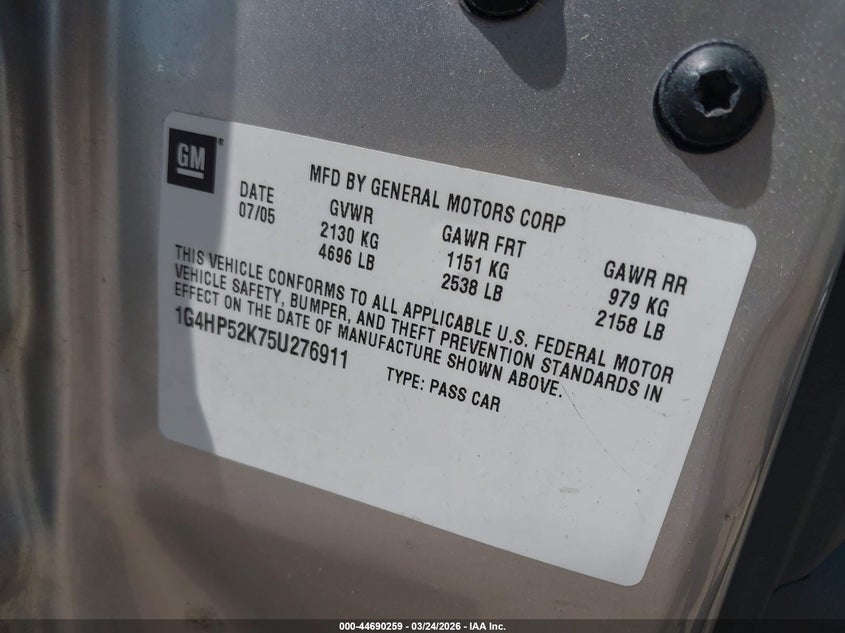 GM®
MFD BY GENERAL MOTORS CORP
DATE GVWR GAWR FRT GAWR RR
07/05 2130 KG 1151 KG 979 KG
4696 LB 2538 LB 2158 LB
THIS VEHICLE CONFORMS TO ALL APPLICABLE U.S. FEDERAL MOTOR
VEHICLE SAFETY, BUMPER, AND THEFT PREVENTION STANDARDS IN
EFFECT ON THE DATE OF MANUFACTURE SHOWN ABOVE.
1G4HP52K75U276911 TYPE: PASS CAR
000-44690259 - 03/24/2026 - IAA Inc.